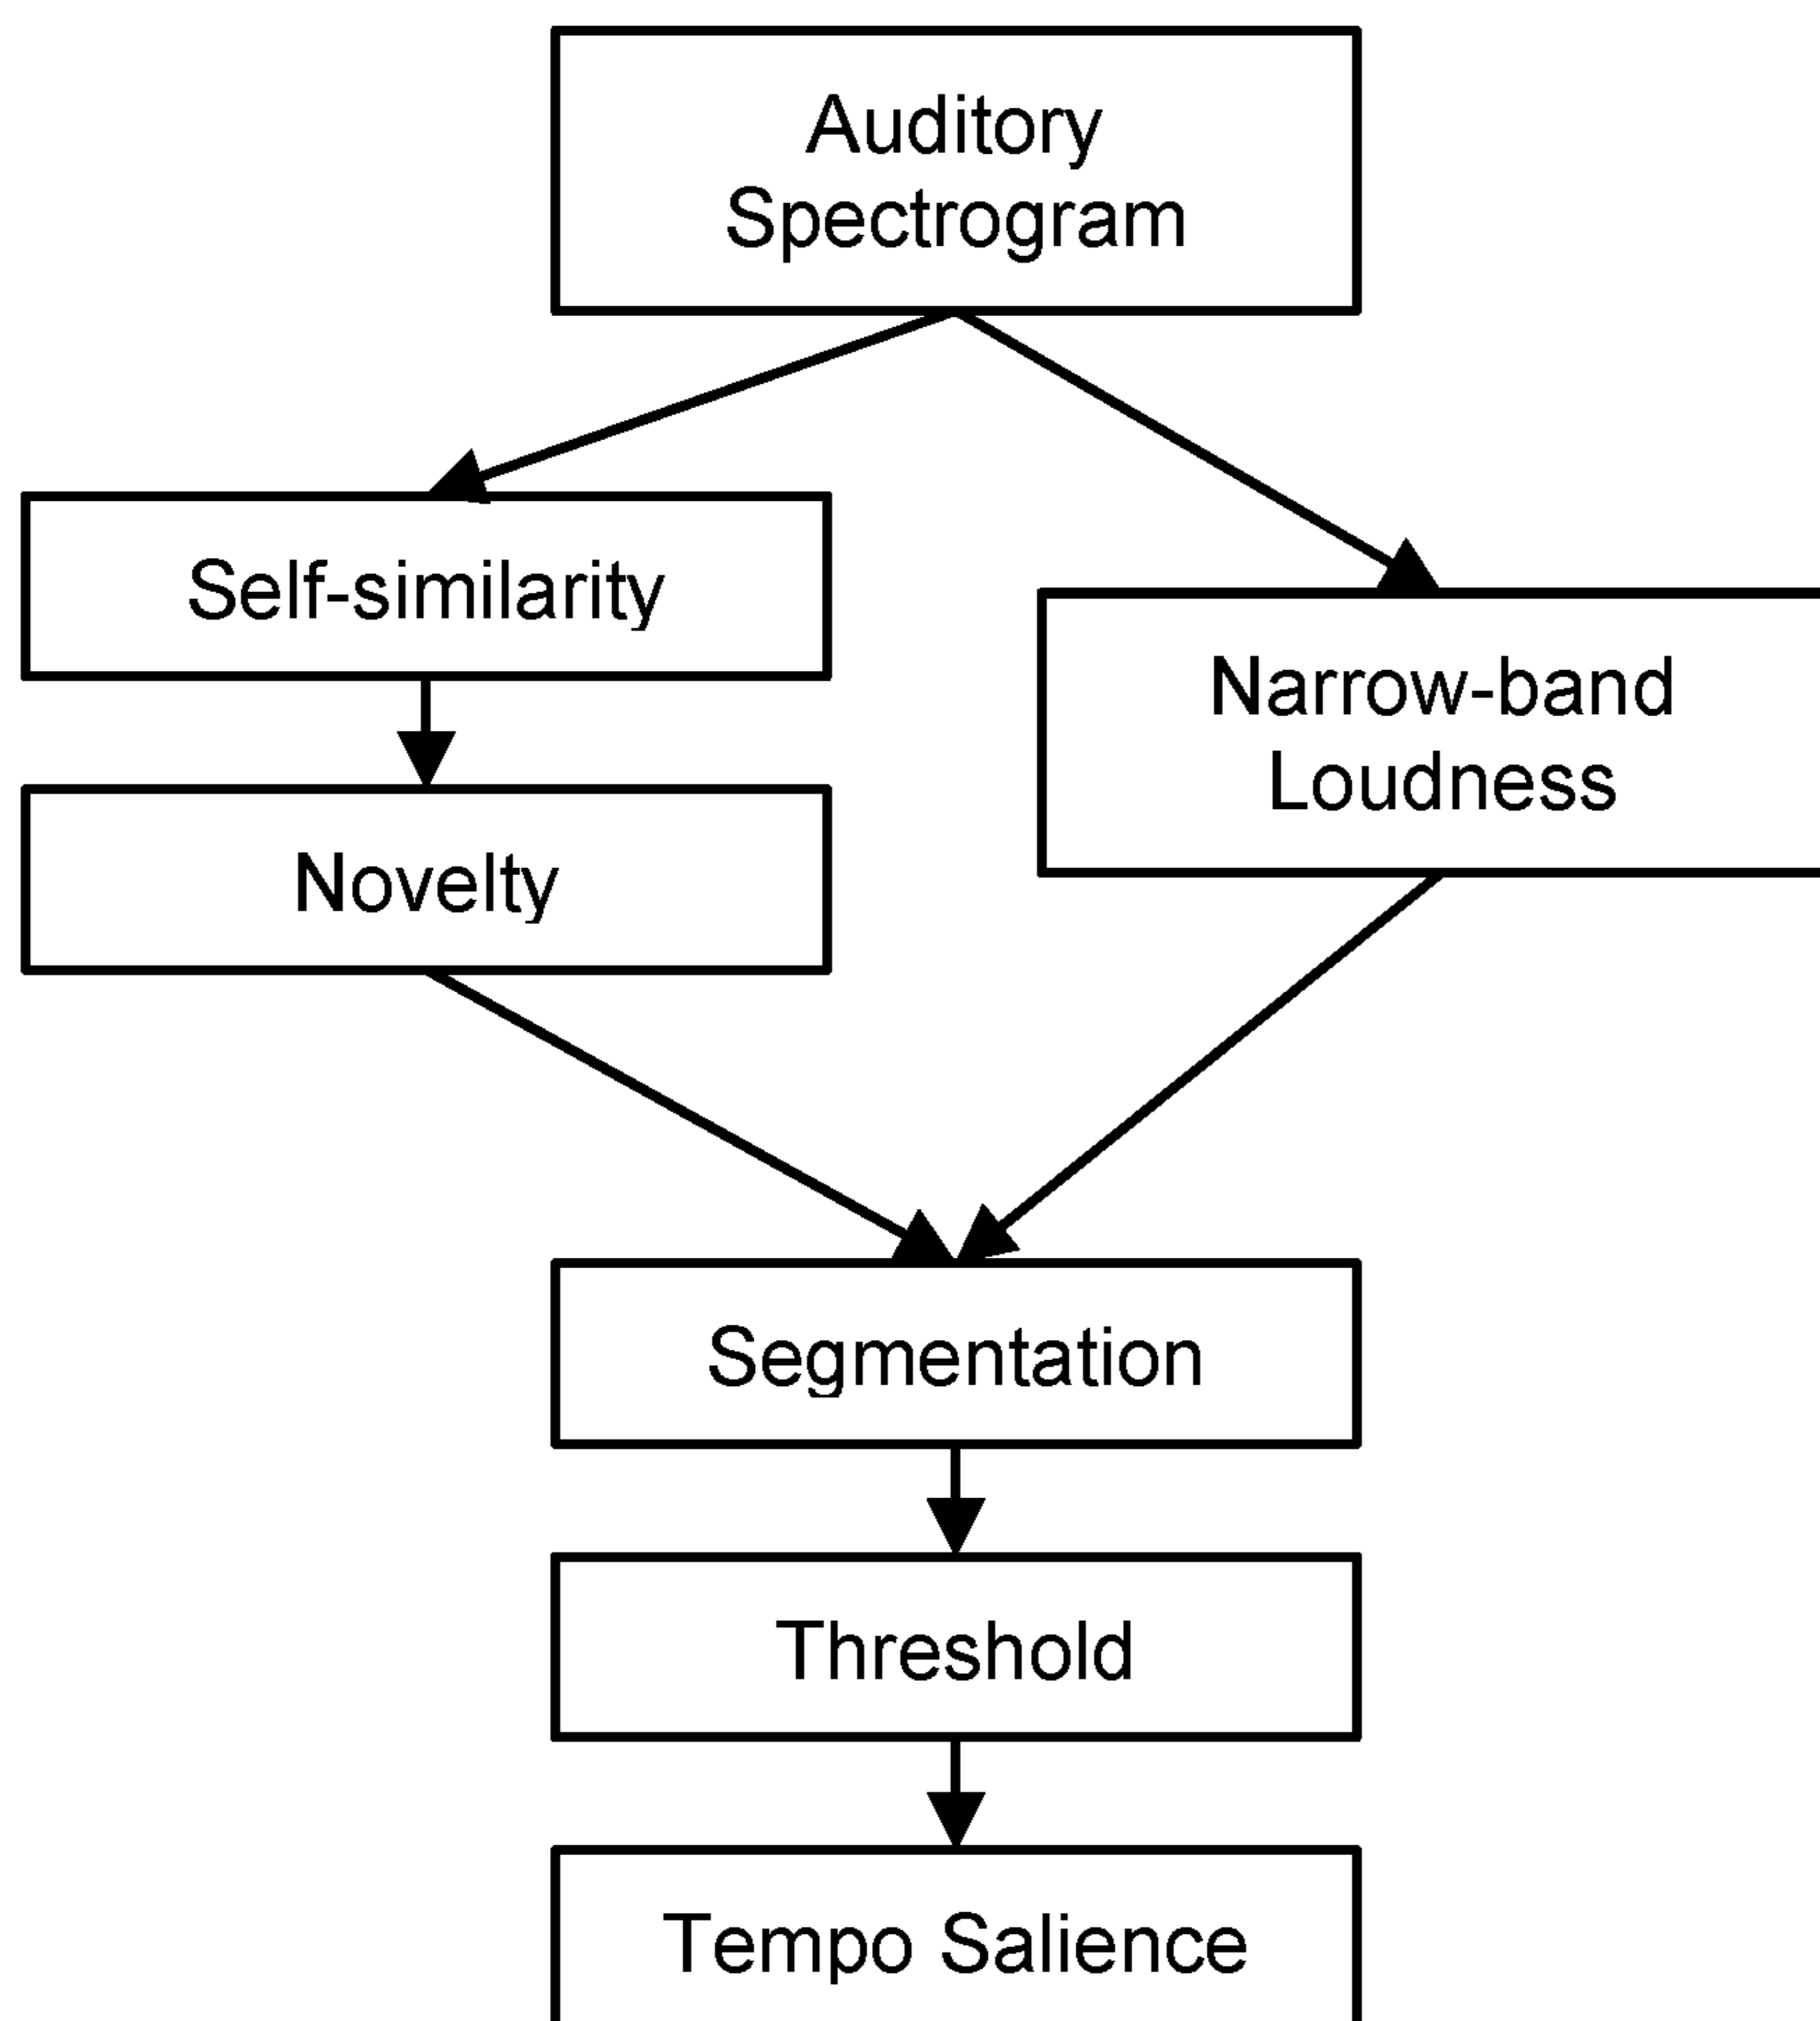 Auditory
Spectrogram
Self-similarity
Narrow-band
Loudness
Novelty
Segmentation
Threshold
Tempo Salience